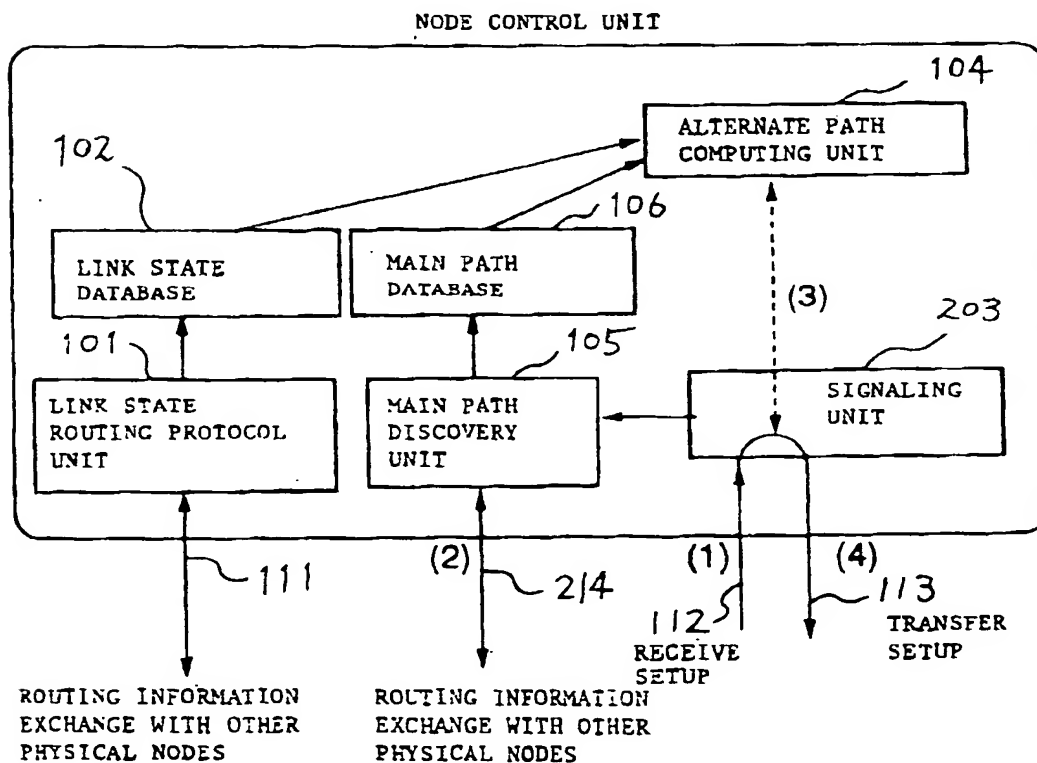 NODE CONTROL UNIT
104
ALTERNATE PATH
COMPUTING UNIT
102
106
LINK STATE
DATABASE
MAIN PATH
DATABASE
(3)
203
101
105
LINK STATE
ROUTING PROTOCOL
UNIT
MAIN PATH
DISCOVERY
UNIT
SIGNALING
UNIT
(2)
(1)
(4)
111
214
112
RECEIVE
SETUP
113
TRANSFER
SETUP
ROUTING INFORMATION
EXCHANGE WITH OTHER
PHYSICAL NODES
ROUTING INFORMATION
EXCHANGE WITH OTHER
PHYSICAL NODES